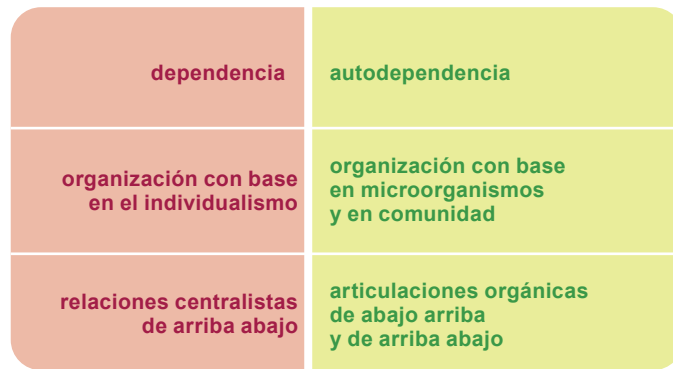 dependencia
autodependencia
organización con base
en el individualismo
organización con base
en microorganismos
y en comunidad
relaciones centralistas
de arriba abajo
articulaciones orgánicas
de abajo arriba
y de arriba abajo